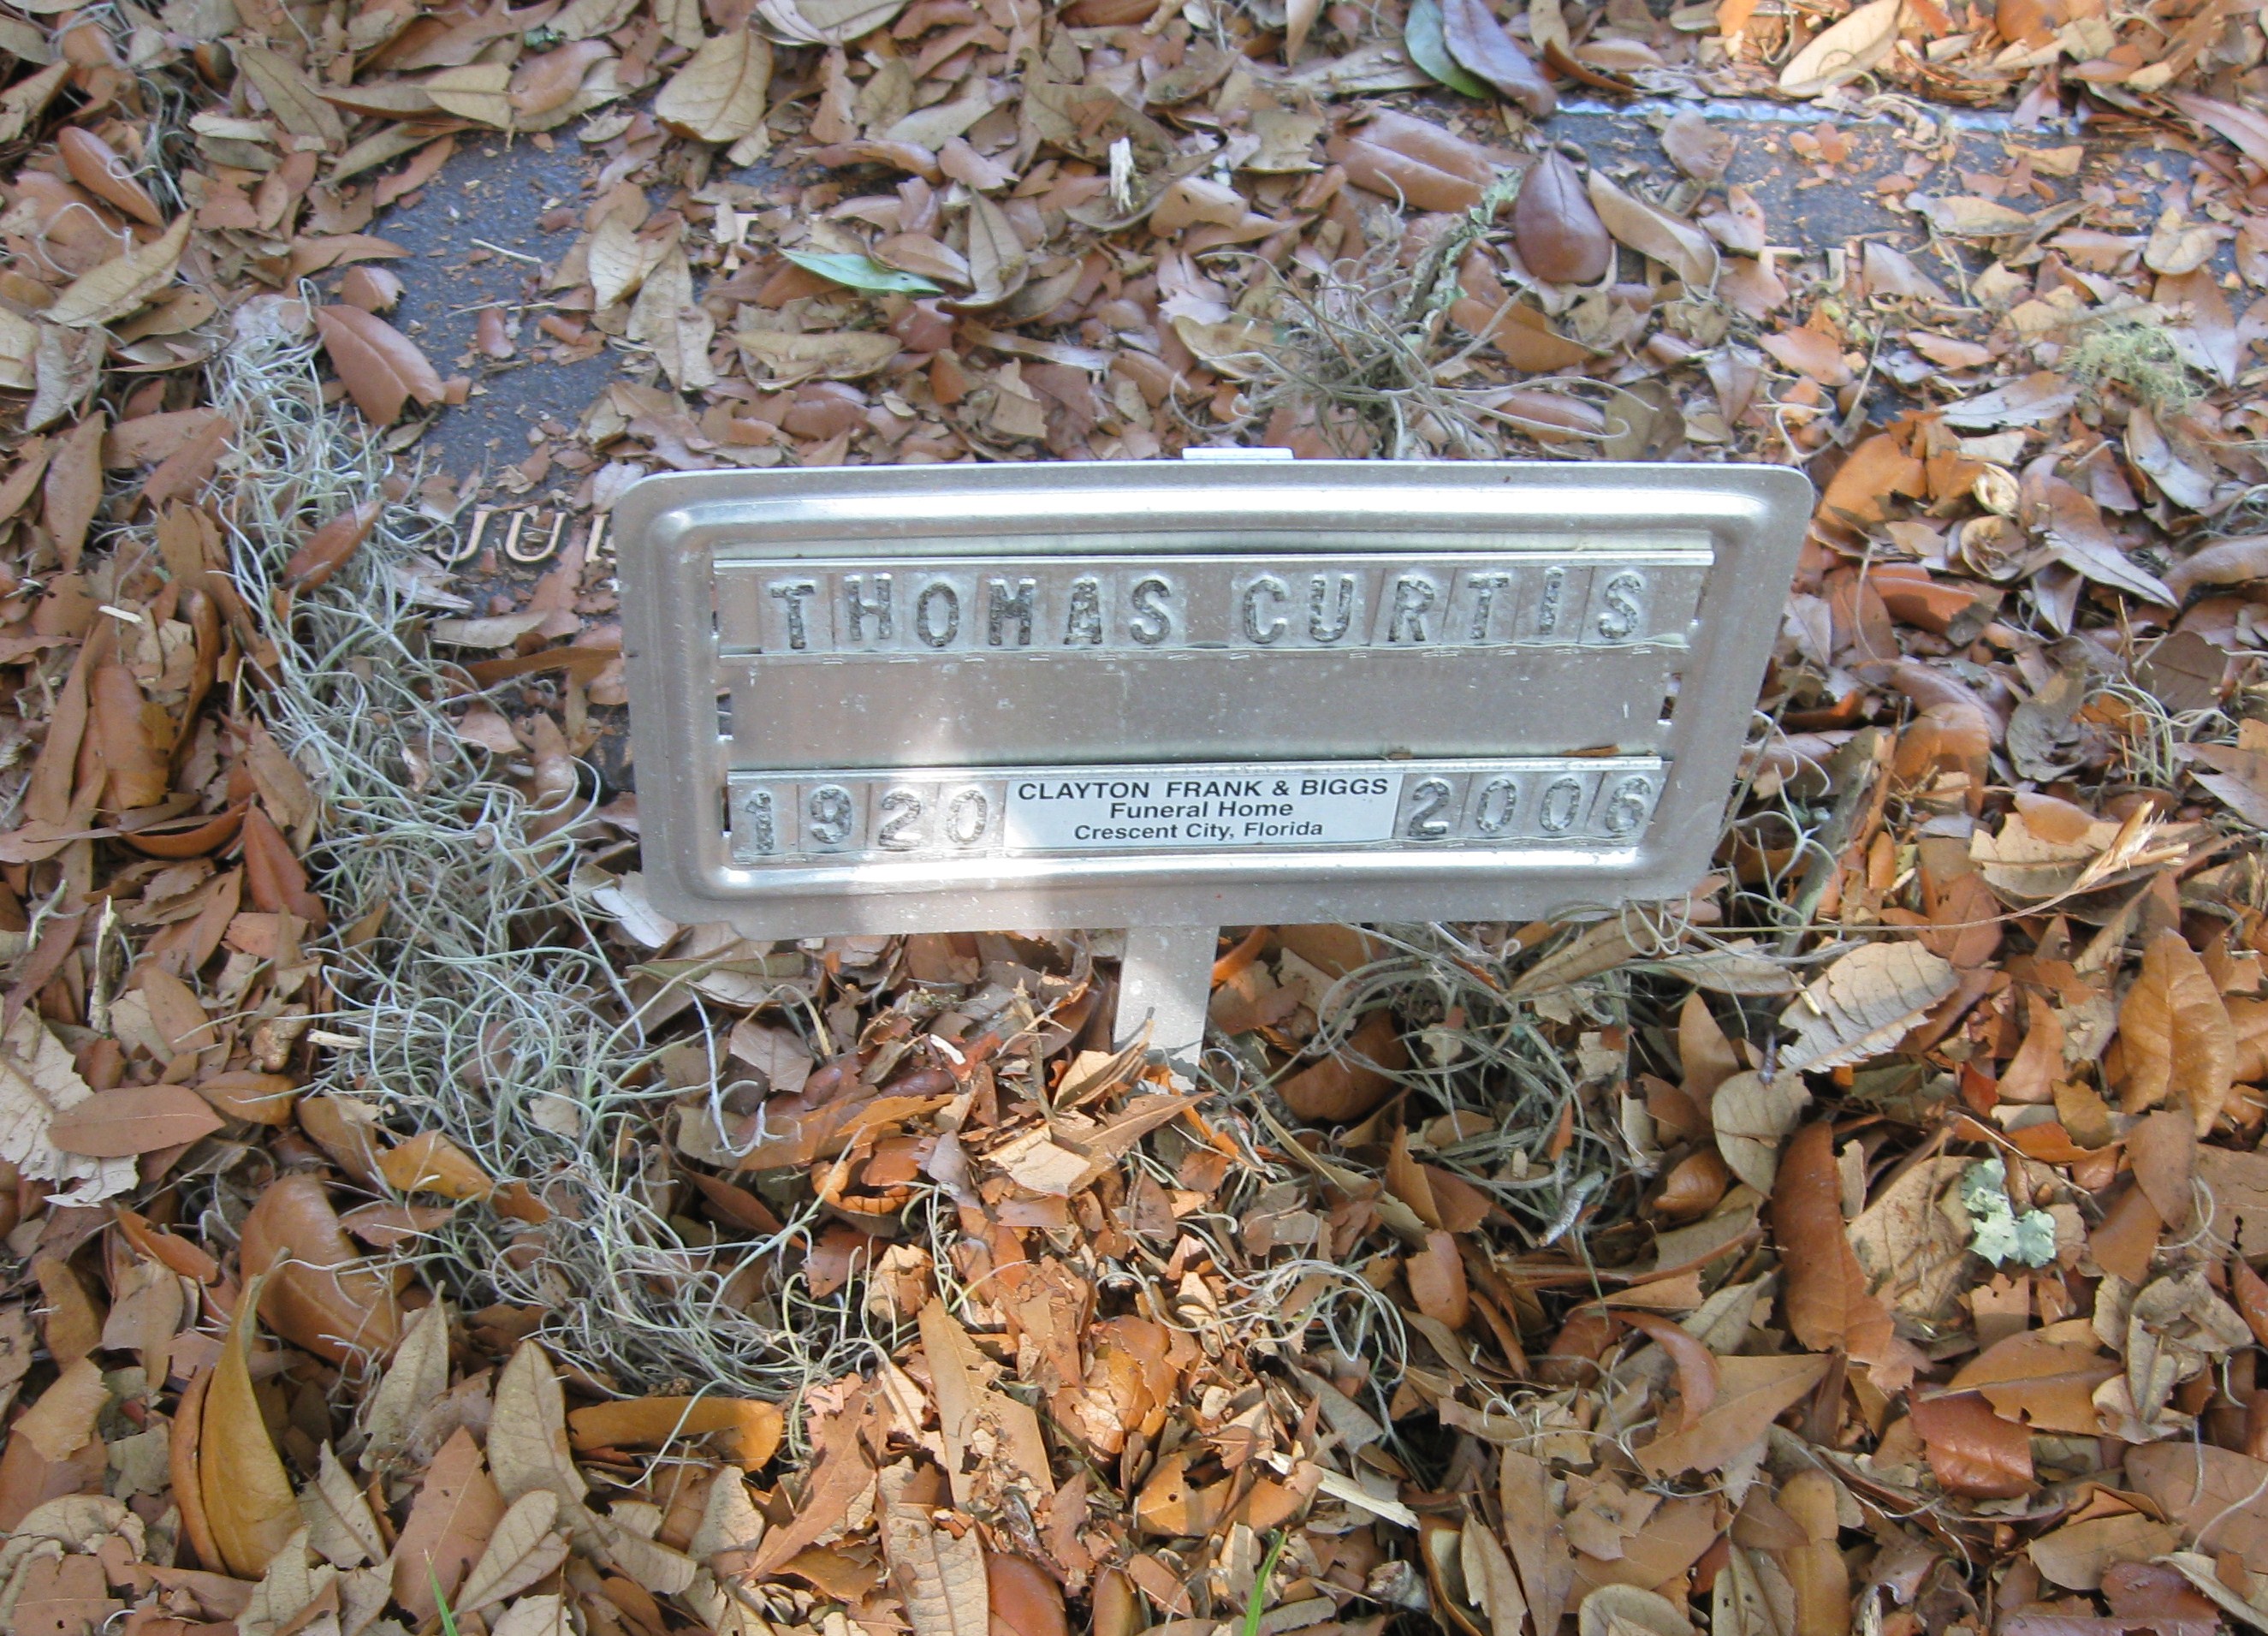 THOMAS CURTIS
1920 CLAYTON FRANK & BIGGS 2006
Funeral Home
Crescent City, Florida